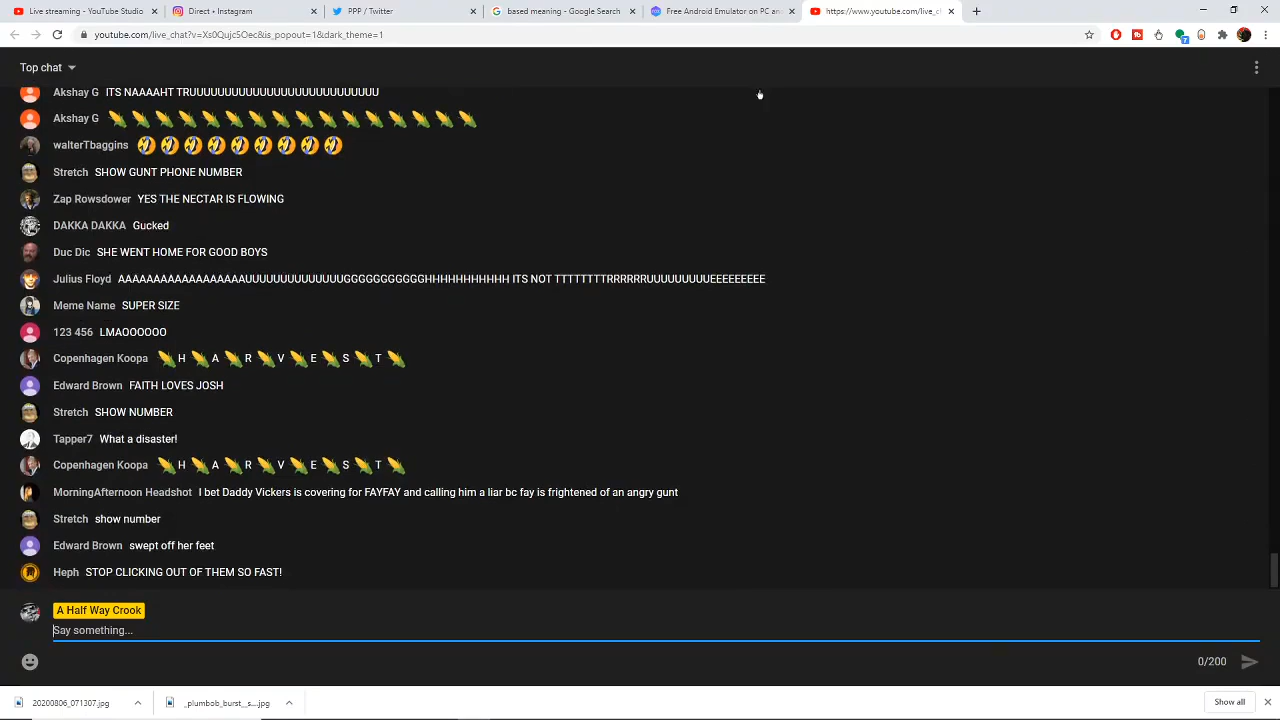 Live streaming - YouTube Studio
Direct • Instagram
PPP / Twitter
based meaning - Google Search
Free Android Emulator on PC an
https://www.youtube.com/live_cl
youtube.com/live_chat?v=Xs0Qujc5Oec&is_popout=1&dark_theme=1
Top chat
Akshay G ITS NAAAAHT TRUUUUUUUUUUUUUUUUUUUUUUUUUUU
Akshay G 🌽🌽🌽🌽🌽🌽🌽🌽🌽🌽🌽🌽🌽🌽🌽🌽
walterTbaggins 🤣🤣🤣🤣🤣🤣🤣🤣🤣
Stretch SHOW GUNT PHONE NUMBER
Zap Rowsdower YES THE NECTAR IS FLOWING
DAKKA DAKKA Gucked
Duc Dic SHE WENT HOME FOR GOOD BOYS
Julius Floyd AAAAAAAAAAAAAAAAAAUUUUUUUUUUUUUGGGGGGGGGGGHHHHHHHHHHH ITS NOT TTTTTTTTRRRRRRUUUUUUUUUEEEEEEEEE
Meme Name SUPER SIZE
123 456 LMAOOOOOO
Copenhagen Koopa 🌽 H 🌽 A 🌽 R 🌽 V 🌽 E 🌽 S 🌽 T 🌽
Edward Brown FAITH LOVES JOSH
Stretch SHOW NUMBER
Tapper7 What a disaster!
Copenhagen Koopa 🌽 H 🌽 A 🌽 R 🌽 V 🌽 E 🌽 S 🌽 T 🌽
MorningAfternoon Headshot I bet Daddy Vickers is covering for FAYFAY and calling him a liar bc fay is frightened of an angry gunt
Stretch show number
Edward Brown swept off her feet
Heph STOP CLICKING OUT OF THEM SO FAST!
A Half Way Crook
Say something...
0/200
20200806_071307.jpg
_plumbob_burst__s....jpg
Show all